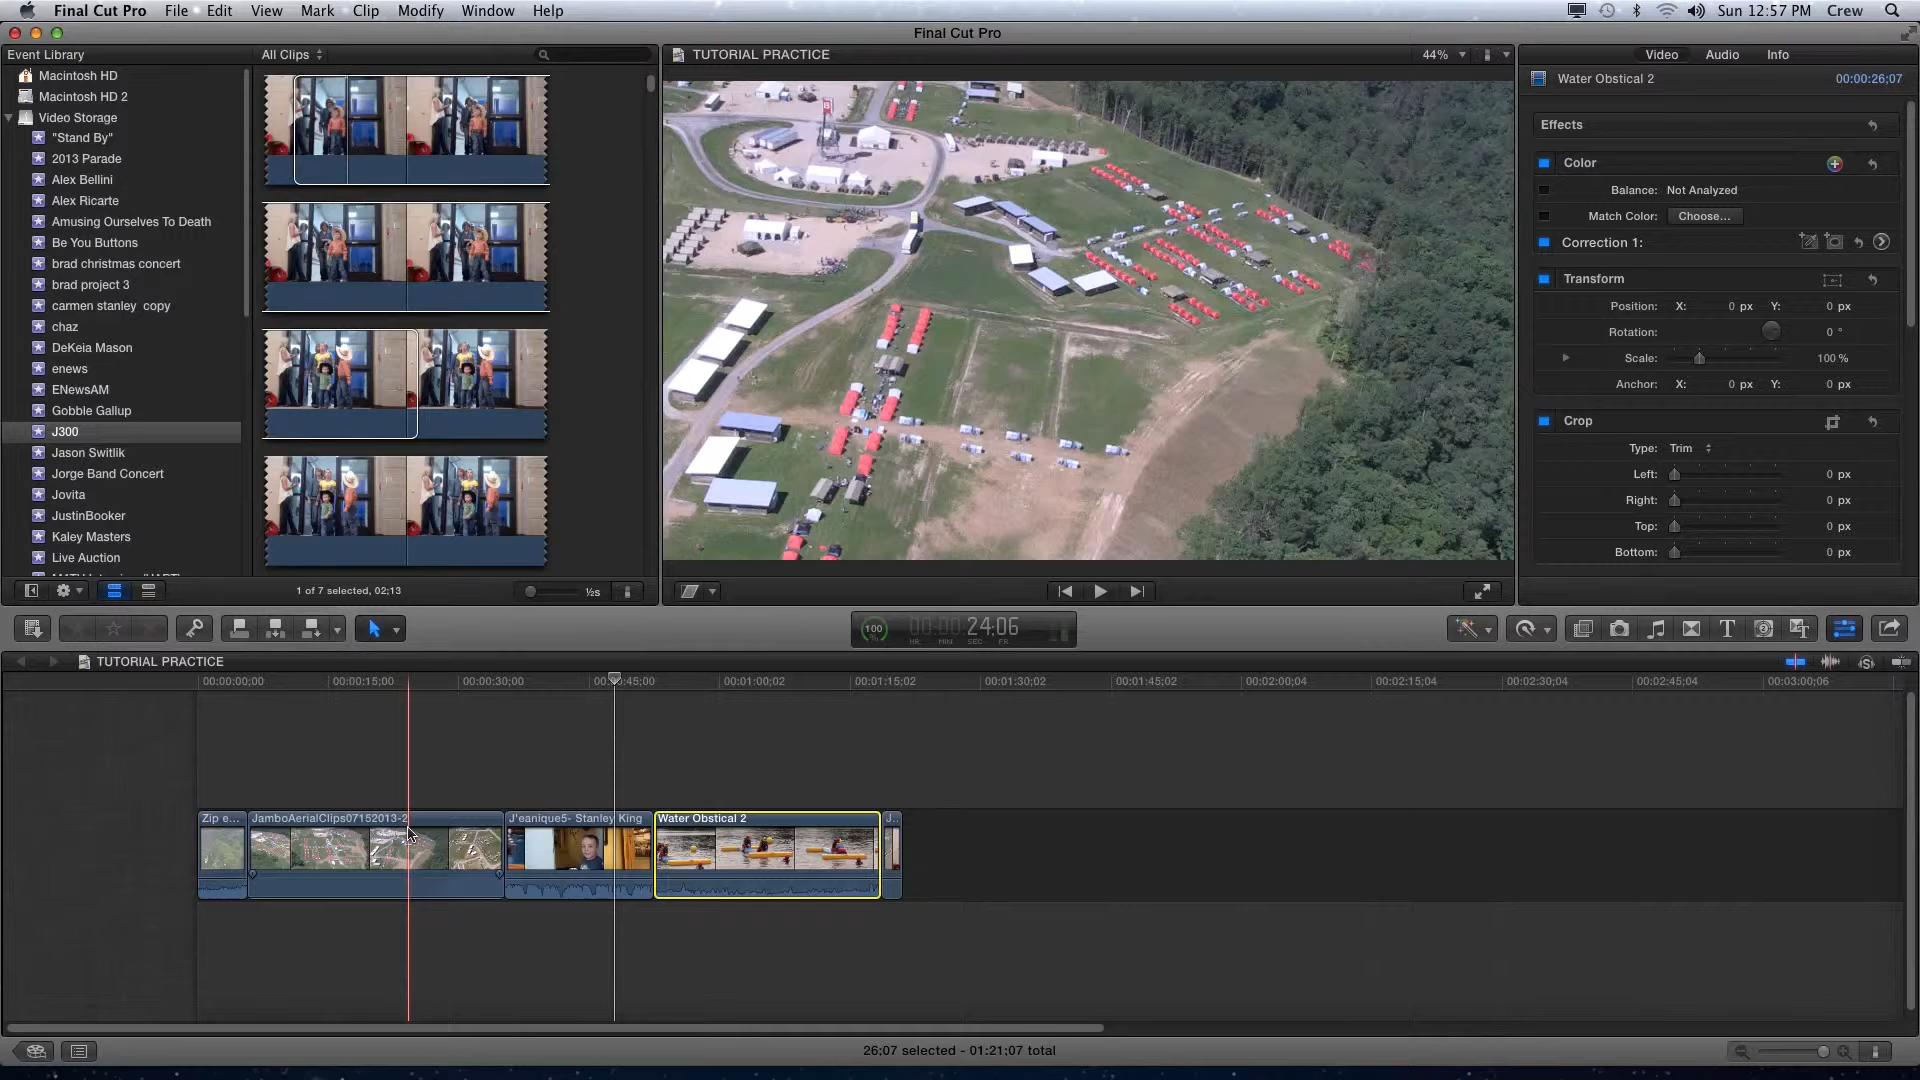 Final Cut Pro File Edit View Mark Clip Modify Window Help Sun 12:57 PM Crew
Final Cut Pro
Event Library
All Clips
TUTORIAL PRACTICE
44%
Video Audio Info
Macintosh HD
Macintosh HD 2
Video Storage
"Stand By"
2013 Parade
Alex Bellini
Alex Ricarte
Amusing Ourselves To Death
Be You Buttons
brad christmas concert
brad project 3
carmen stanley copy
chaz
DeKeia Mason
enews
ENewsAM
Gobble Gallup
J300
Jason Switlik
Jorge Band Concert
Jovita
JustinBooker
Kaley Masters
Live Auction
1 of 7 selected, 02;13
½s
Water Obstical 2 00:00:26;07
Effects
Color
Balance: Not Analyzed
Match Color: Choose...
Correction 1:
Transform
Position: X: 0 px Y: 0 px
Rotation: 0 °
Scale: 100 %
Anchor: X: 0 px Y: 0 px
Crop
Type: Trim
Left: 0 px
Right: 0 px
Top: 0 px
Bottom: 0 px
100 % 00:00:24;06
HR MIN SEC FR
TUTORIAL PRACTICE
00:00:00;00 00:00:15;00 00:00:30;00 00:00:45;00 00:01:00;02 00:01:15;02 00:01:30;02 00:01:45;02 00:02:00;04 00:02:15;04 00:02:30;04 00:02:45;04 00:03:00;06
Zip e... JamboAerialClips07152013-2 J'eanique5- Stanley King Water Obstical 2 J...
26;07 selected - 01:21;07 total